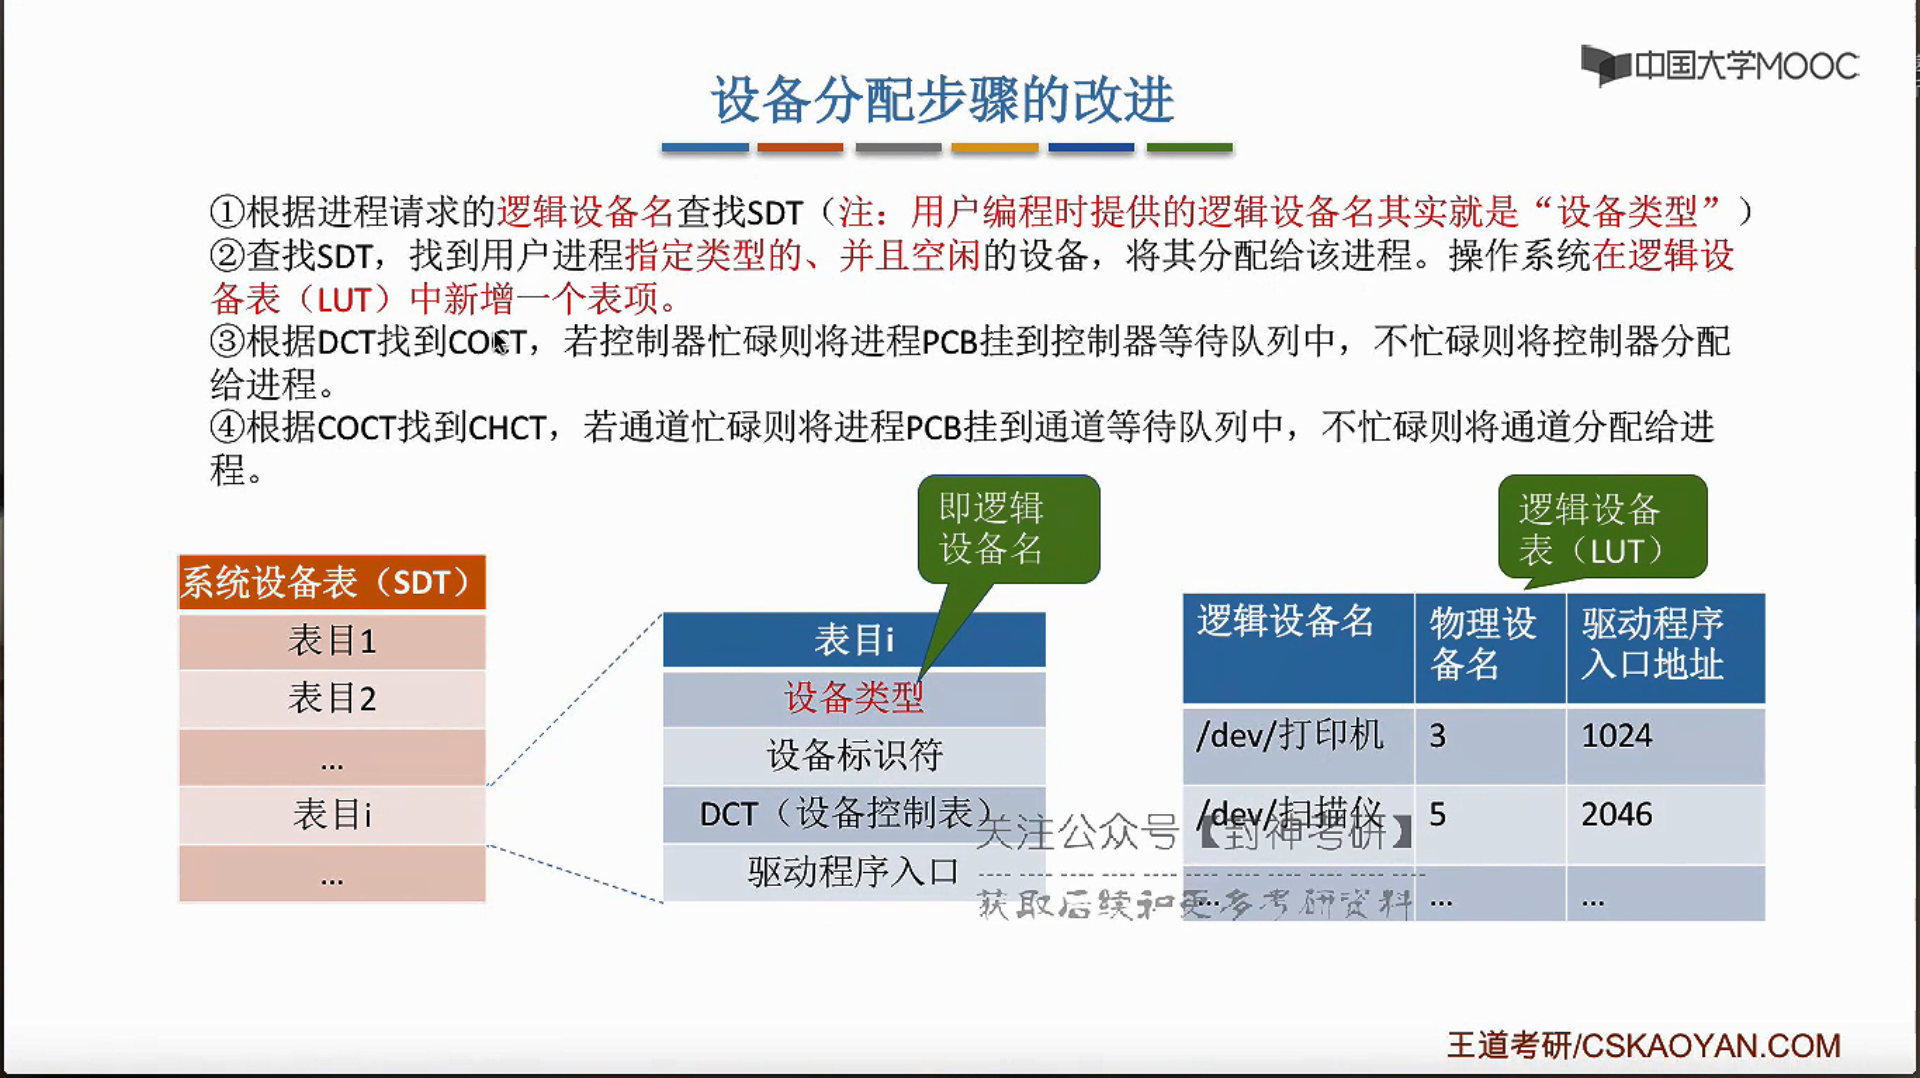 中国大学MOOC
设备分配步骤的改进
①根据进程请求的逻辑设备名查找SDT（注：用户编程时提供的逻辑设备名其实就是“设备类型”）
②查找SDT，找到用户进程指定类型的、并且空闲的设备，将其分配给该进程。操作系统在逻辑设
备表（LUT）中新增一个表项。
③根据DCT找到COCT，若控制器忙碌则将进程PCB挂到控制器等待队列中，不忙碌则将控制器分配
给进程。
④根据COCT找到CHCT，若通道忙碌则将进程PCB挂到通道等待队列中，不忙碌则将通道分配给进
程。
系统设备表（SDT）
表目1
表目2
...
表目i
...
即逻辑
设备名
表目i
设备类型
设备标识符
DCT（设备控制表）
驱动程序入口
逻辑设备
表（LUT）
逻辑设备名 物理设备名 驱动程序入口地址
/dev/打印机 3 1024
/dev/扫描仪 5 2046
... ... ...
关注公众号【封神考研】
获取后续和更多考研资料
王道考研/CSKAOYAN.COM